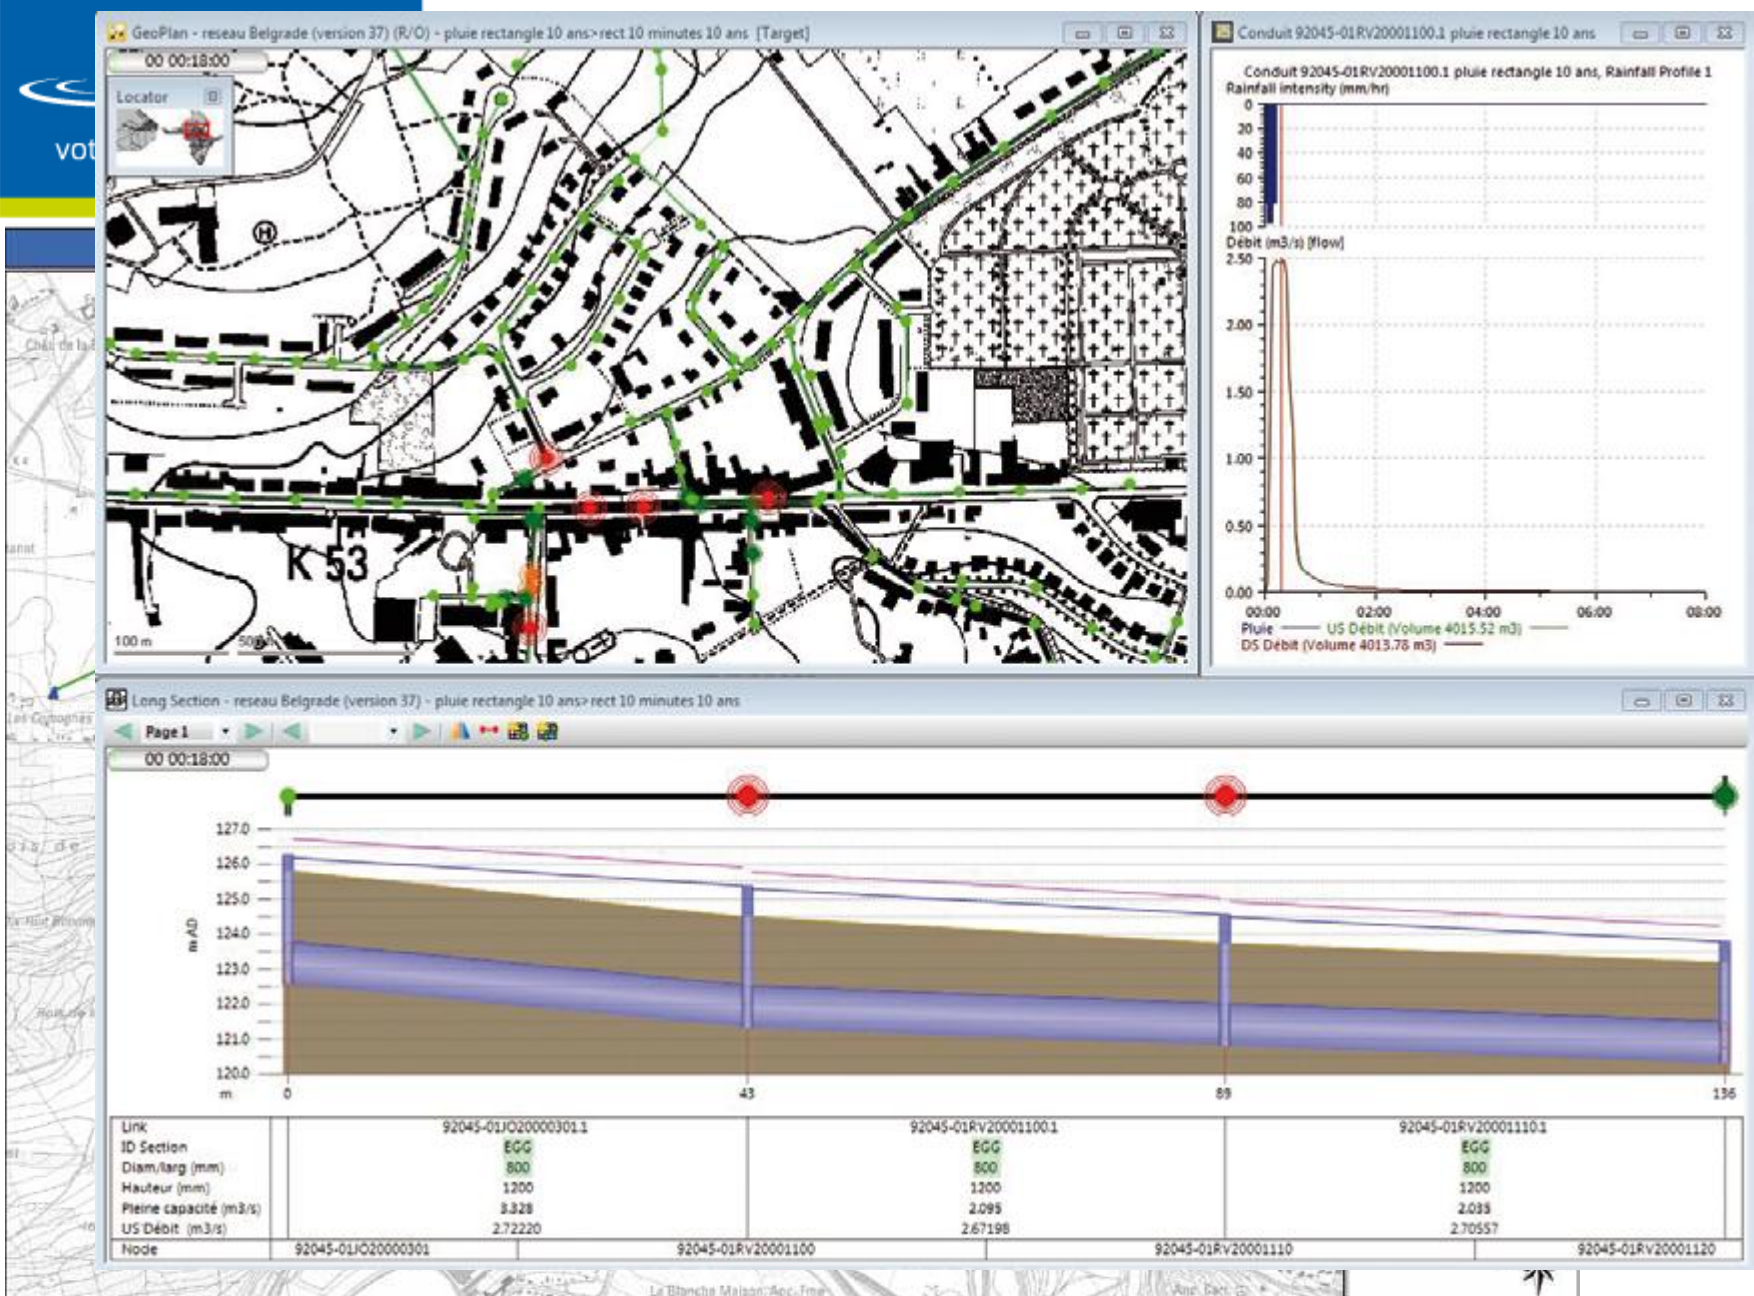 GeoPlan - reseau Belgrade (version 37) (R/O) - pluie rectangle 10 ans>rect 10 minutes 10 ans [Target]
00 00:18:00
Locator
vot
H
K 53
100 m
Conduit 92045-01RV20001100.1 pluie rectangle 10 ans
Conduit 92045-01RV20001100.1 pluie rectangle 10 ans, Rainfall Profile 1
Rainfall intensity (mm/hr)
0
20
40
60
80
100
Débit (m3/s) [flow]
2.50
2.00
1.50
1.00
0.50
0.00
00:00 02:00 04:00 06:00 08:00
Pluie US Débit (Volume 4015.52 m3)
DS Débit (Volume 4013.78 m3)
Long Section - reseau Belgrade (version 37) - pluie rectangle 10 ans>rect 10 minutes 10 ans
Page 1
00 00:18:00
127.0
126.0
125.0
124.0
123.0
122.0
121.0
120.0
m AD
m 0 43 89 136
Link 92045-01JO20000301.1 92045-01RV20001100.1 92045-01RV20001110.1
ID Section EGG EGG EGG
Diam/larg (mm) 800 800 800
Hauteur (mm) 1200 1200 1200
Pleine capacité (m3/s) 3.328 2.095 2.035
US Débit (m3/s) 2.72220 2.67198 2.70557
Node 92045-01JO20000301 92045-01RV20001100 92045-01RV20001110 92045-01RV20001120
La Blanche Maison